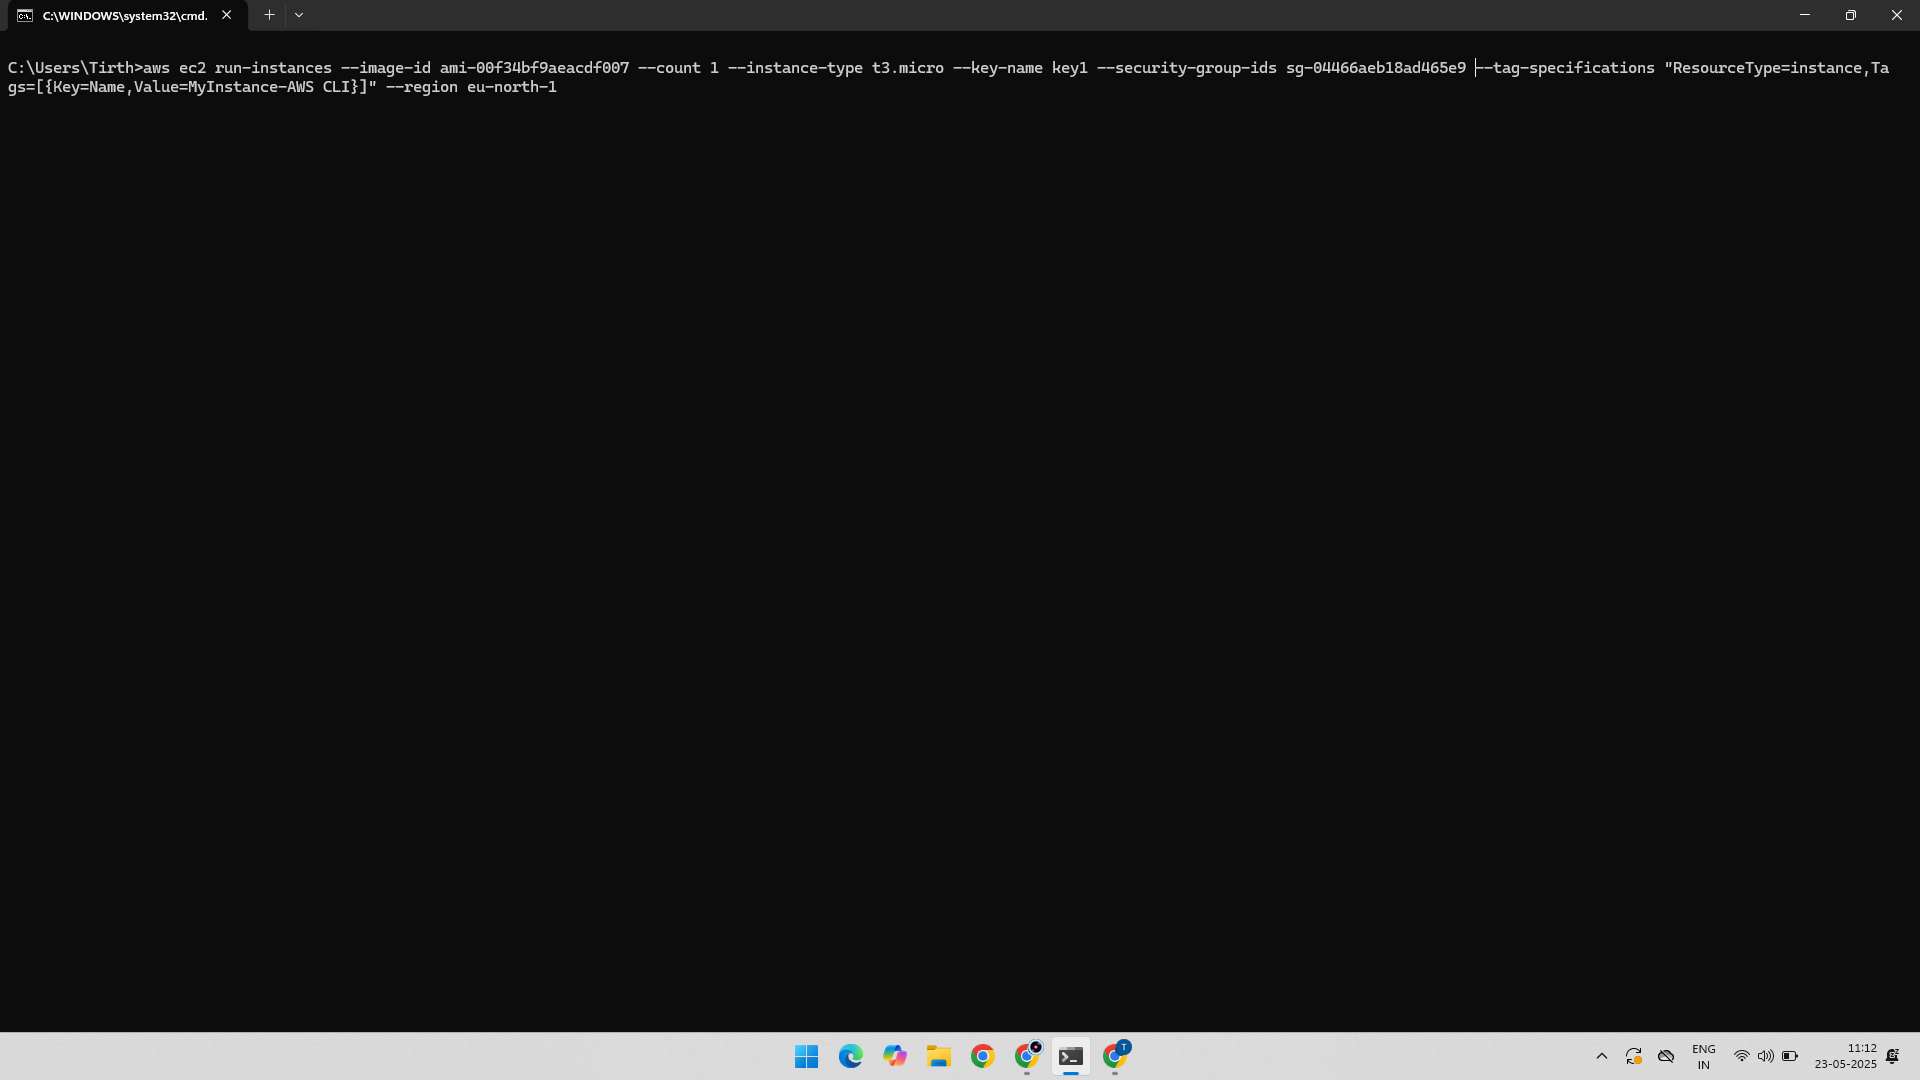 C:\WINDOWS\system32\cmd.
C:\Users\Tirth>aws ec2 run-instances --image-id ami-00f34bf9aeacdf007 --count 1 --instance-type t3.micro --key-name key1 --security-group-ids sg-04466aeb18ad465e9 --tag-specifications "ResourceType=instance,Ta
gs=[{Key=Name,Value=MyInstance-AWS CLI}]" --region eu-north-1
T
ENG
IN
11:12
23-05-2025